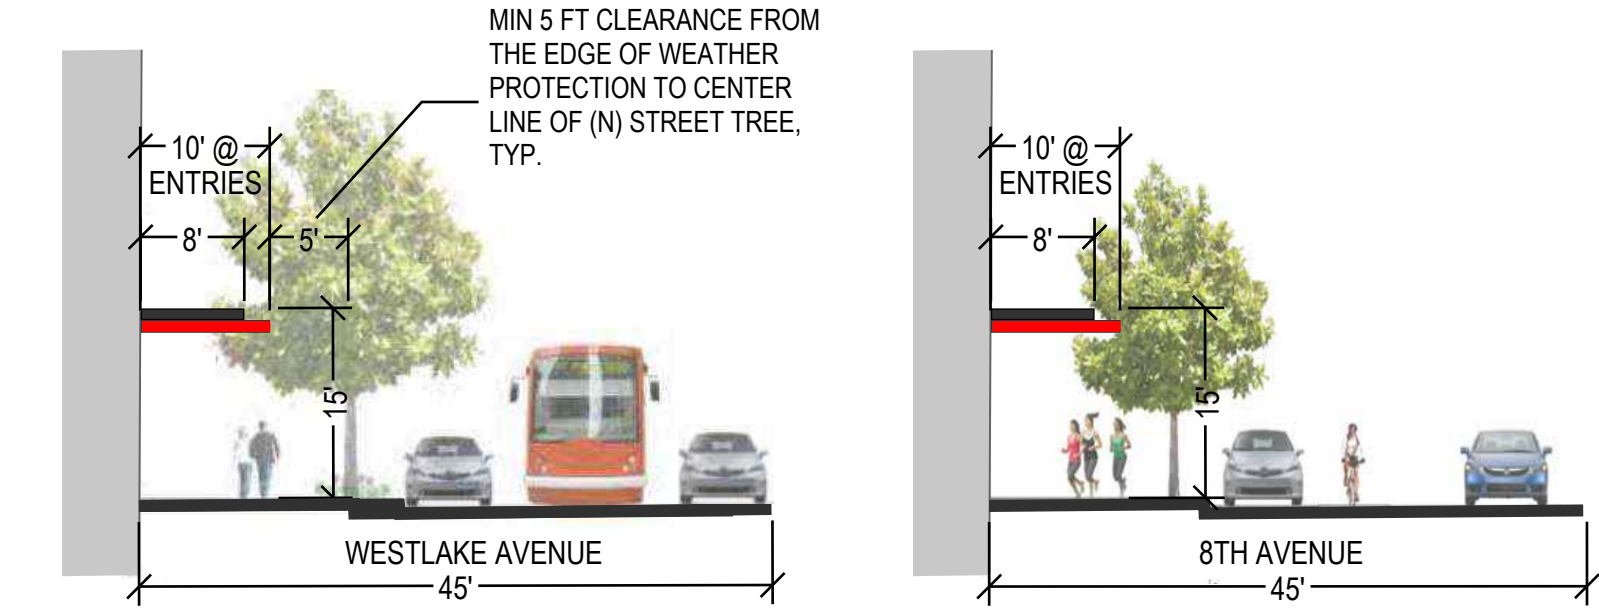 MIN 5 FT CLEARANCE FROM
THE EDGE OF WEATHER
PROTECTION TO CENTER
LINE OF (N) STREET TREE,
TYP.
10' @
ENTRIES
8'
5'
15'
WESTLAKE AVENUE
45'
10' @
ENTRIES
8'
15'
8TH AVENUE
45'